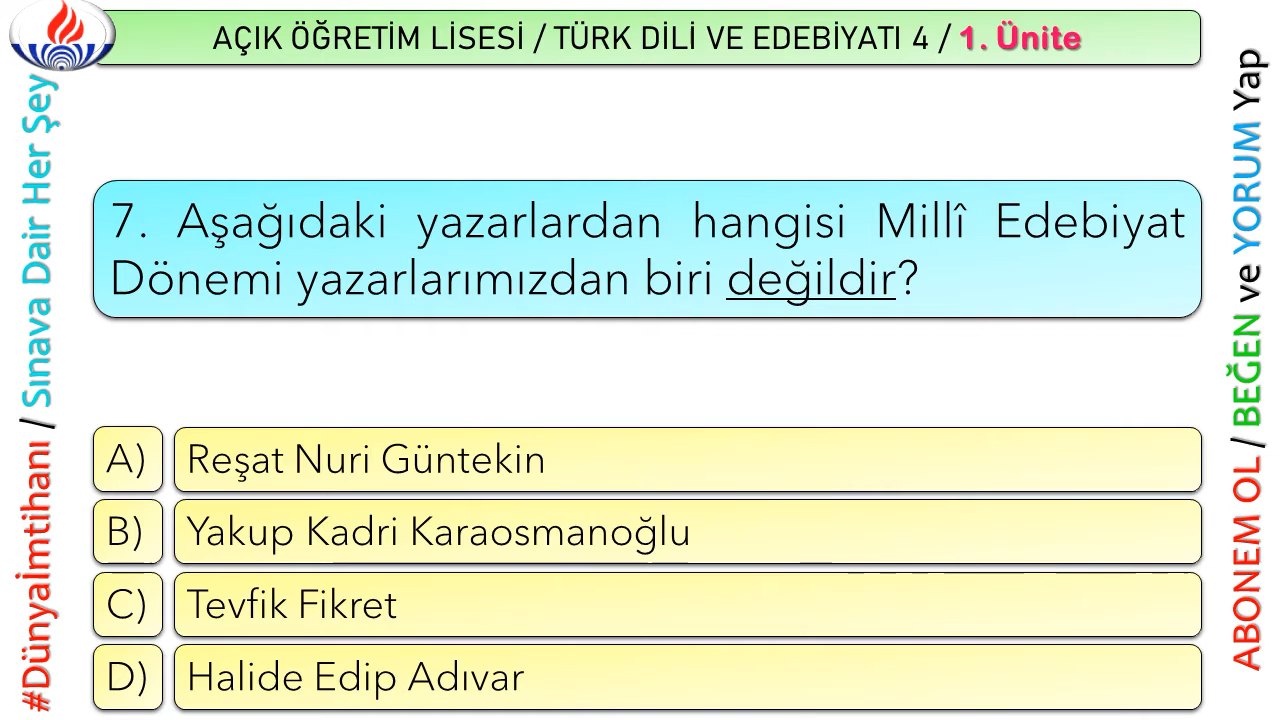 AÇIK ÖĞRETİM LİSESİ / TÜRK DİLİ VE EDEBİYATI 4 / 1. Ünite
#Dünyaimtihanı / Sınava Dair Her Şey
7. Aşağıdaki yazarlardan hangisi Millî Edebiyat
Dönemi yazarlarımızdan biri değildir?
A) Reşat Nuri Güntekin
B) Yakup Kadri Karaosmanoğlu
C) Tevfik Fikret
D) Halide Edip Adıvar
ABONEM OL / BEĞEN ve YORUM Yap